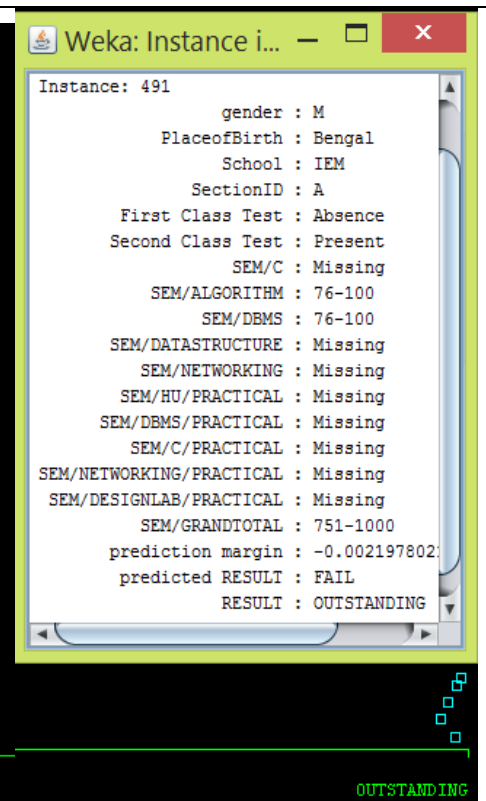 Weka: Instance i...
Instance: 491
gender : M
PlaceofBirth : Bengal
School : IEM
SectionID : A
First Class Test : Absence
Second Class Test : Present
SEM/C : Missing
SEM/ALGORITHM : 76-100
SEM/DBMS : 76-100
SEM/DATASTRUCTURE : Missing
SEM/NETWORKING : Missing
SEM/HU/PRACTICAL : Missing
SEM/DBMS/PRACTICAL : Missing
SEM/C/PRACTICAL : Missing
SEM/NETWORKING/PRACTICAL : Missing
SEM/DESIGNLAB/PRACTICAL : Missing
SEM/GRANDTOTAL : 751-1000
prediction margin : -0.002197802
predicted RESULT : FAIL
RESULT : OUTSTANDING
OUTSTANDING